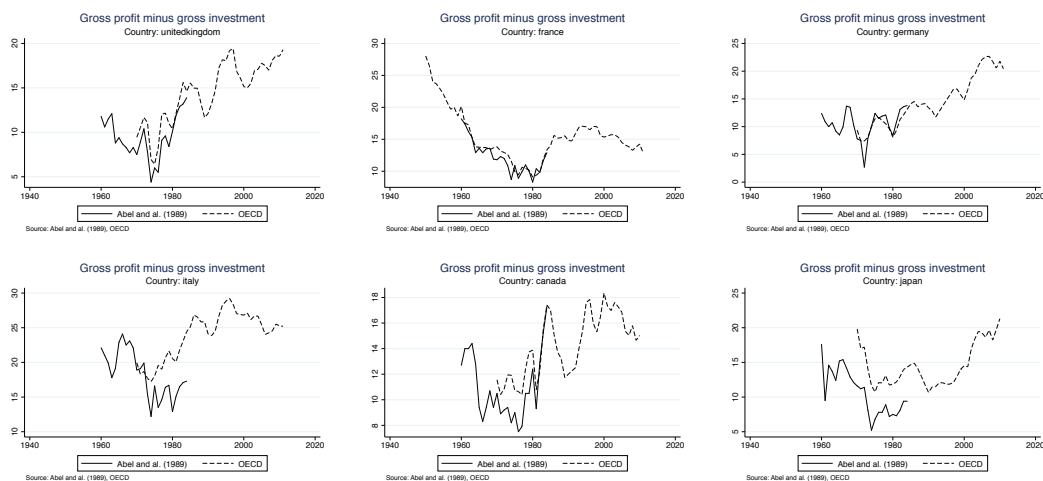 Gross profit minus gross investment
Country: unitedkingdom
20
15
10
5
1940 1960 1980 2000 2020
Abel and al. (1989) OECD
Source: Abel and al. (1989), OECD
Gross profit minus gross investment
Country: france
30
25
20
15
10
1940 1960 1980 2000 2020
Abel and al. (1989) OECD
Source: Abel and al. (1989), OECD
Gross profit minus gross investment
Country: germany
25
20
15
10
5
0
1940 1960 1980 2000 2020
Abel and al. (1989) OECD
Source: Abel and al. (1989), OECD
Gross profit minus gross investment
Country: italy
30
25
20
15
10
1940 1960 1980 2000 2020
Abel and al. (1989) OECD
Source: Abel and al. (1989), OECD
Gross profit minus gross investment
Country: canada
18
16
14
12
10
8
1940 1960 1980 2000 2020
Abel and al. (1989) OECD
Source: Abel and al. (1989), OECD
Gross profit minus gross investment
Country: japan
25
20
15
10
5
1940 1960 1980 2000 2020
Abel and al. (1989) OECD
Source: Abel and al. (1989), OECD